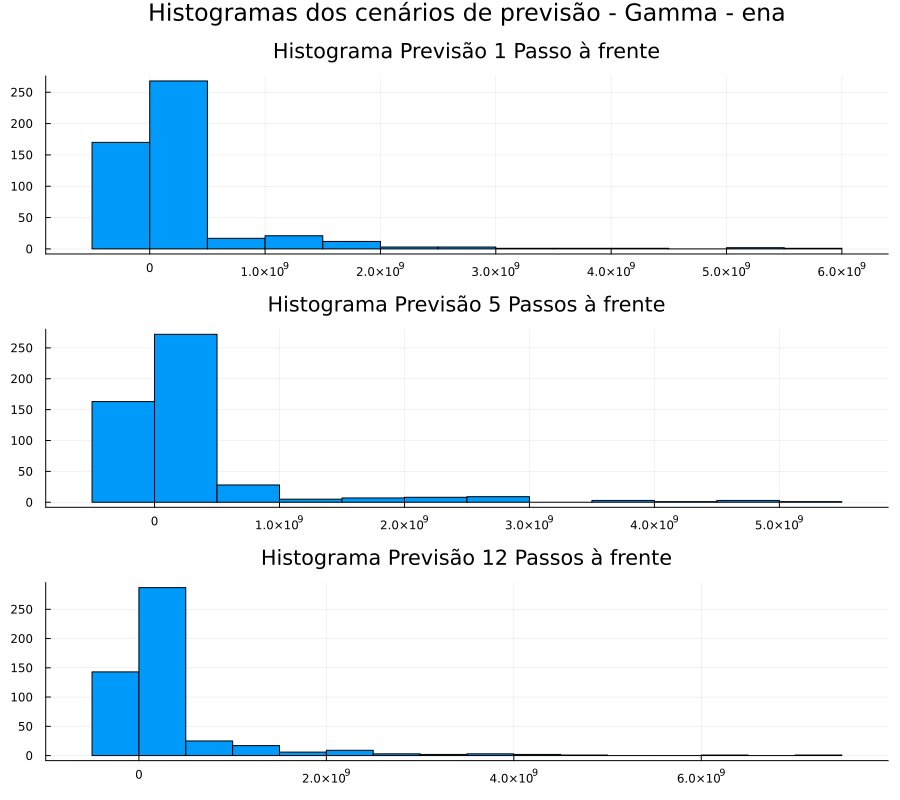 Histogramas dos cenários de previsão - Gamma - ena
Histograma Previsão 1 Passo à frente
250
200
150
100
50
0
0 1.0×10⁹ 2.0×10⁹ 3.0×10⁹ 4.0×10⁹ 5.0×10⁹ 6.0×10⁹
Histograma Previsão 5 Passos à frente
250
200
150
100
50
0
0 1.0×10⁹ 2.0×10⁹ 3.0×10⁹ 4.0×10⁹ 5.0×10⁹
Histograma Previsão 12 Passos à frente
250
200
150
100
50
0
0 2.0×10⁹ 4.0×10⁹ 6.0×10⁹